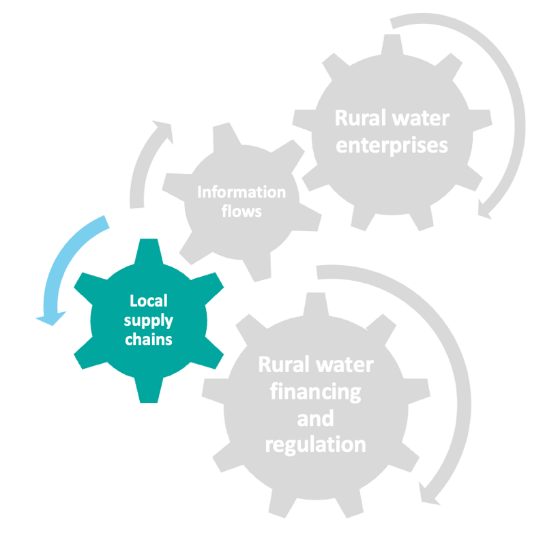 Rural water
enterprises
Information
flows
Local
supply
chains
Rural water
financing
and
regulation